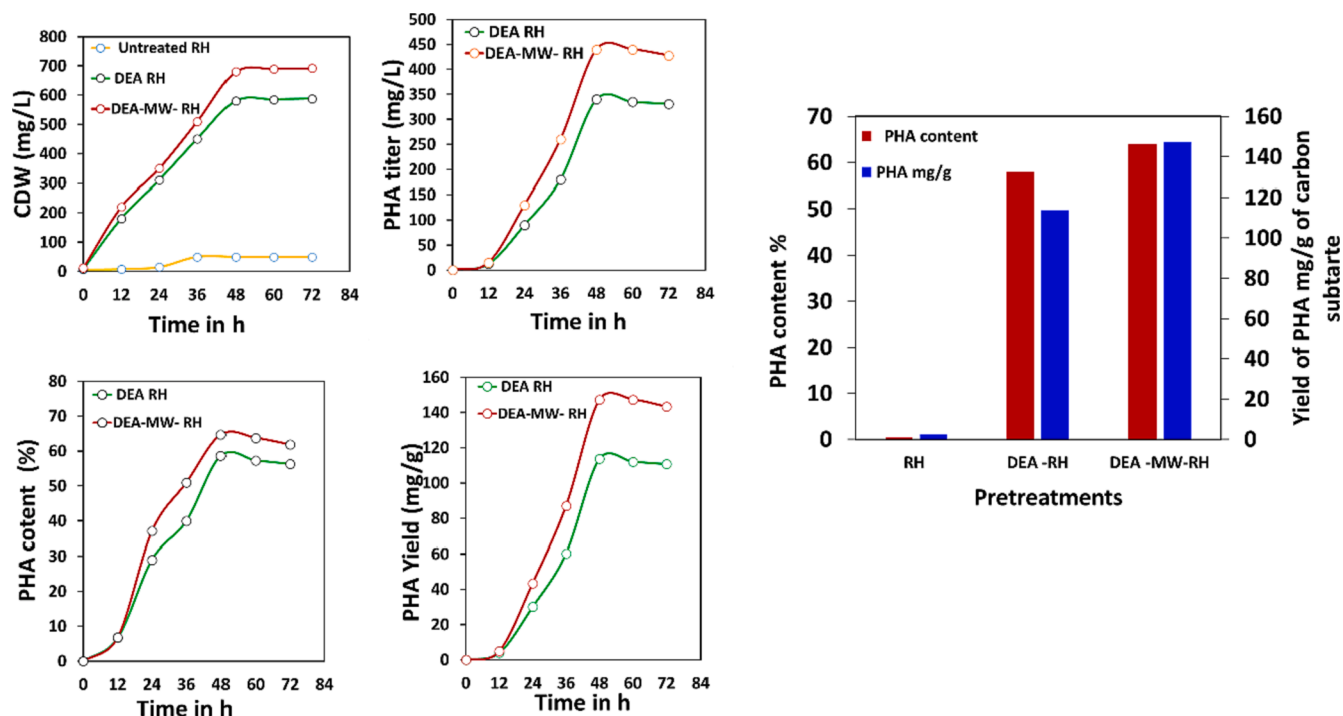 CDW (mg/L)
800
700
600
500
400
300
200
100
0
Untreated RH
DEA RH
DEA-MW- RH
0 12 24 36 48 60 72 84
Time in h
PHA titer (mg/L)
500
450
400
350
300
250
200
150
100
50
0
DEA RH
DEA-MW- RH
0 12 24 36 48 60 72 84
Time in h
PHA cotent (%)
80
70
60
50
40
30
20
10
0
DEA RH
DEA-MW- RH
0 12 24 36 48 60 72 84
Time in h
PHA Yield (mg/g)
160
140
120
100
80
60
40
20
0
DEA RH
DEA-MW- RH
0 12 24 36 48 60 72 84
Time in h
PHA content %
70
60
50
40
30
20
10
0
PHA content
PHA mg/g
160
140
120
100
80
60
40
20
0
Yield of PHA mg/g of carbon
subtarte
RH DEA -RH DEA -MW-RH
Pretreatments